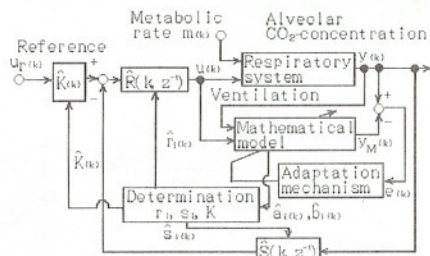 Metabolic rate m(k)
Alveolar CO₂-concentration
Reference
u_r(k)
K̂(k)
+
−
R̂(k, z⁻¹)
u(k)
Respiratory system
y(k)
Ventilation
+
−
Mathematical model
y_M(k)
r̂_i(k)
K̂(k)
Adaptation mechanism
e(k)
Determination
r_i, s_i, K
â_i(k), b̂_i(k)
ŝ_i(k)
Ŝ(k, z⁻¹)